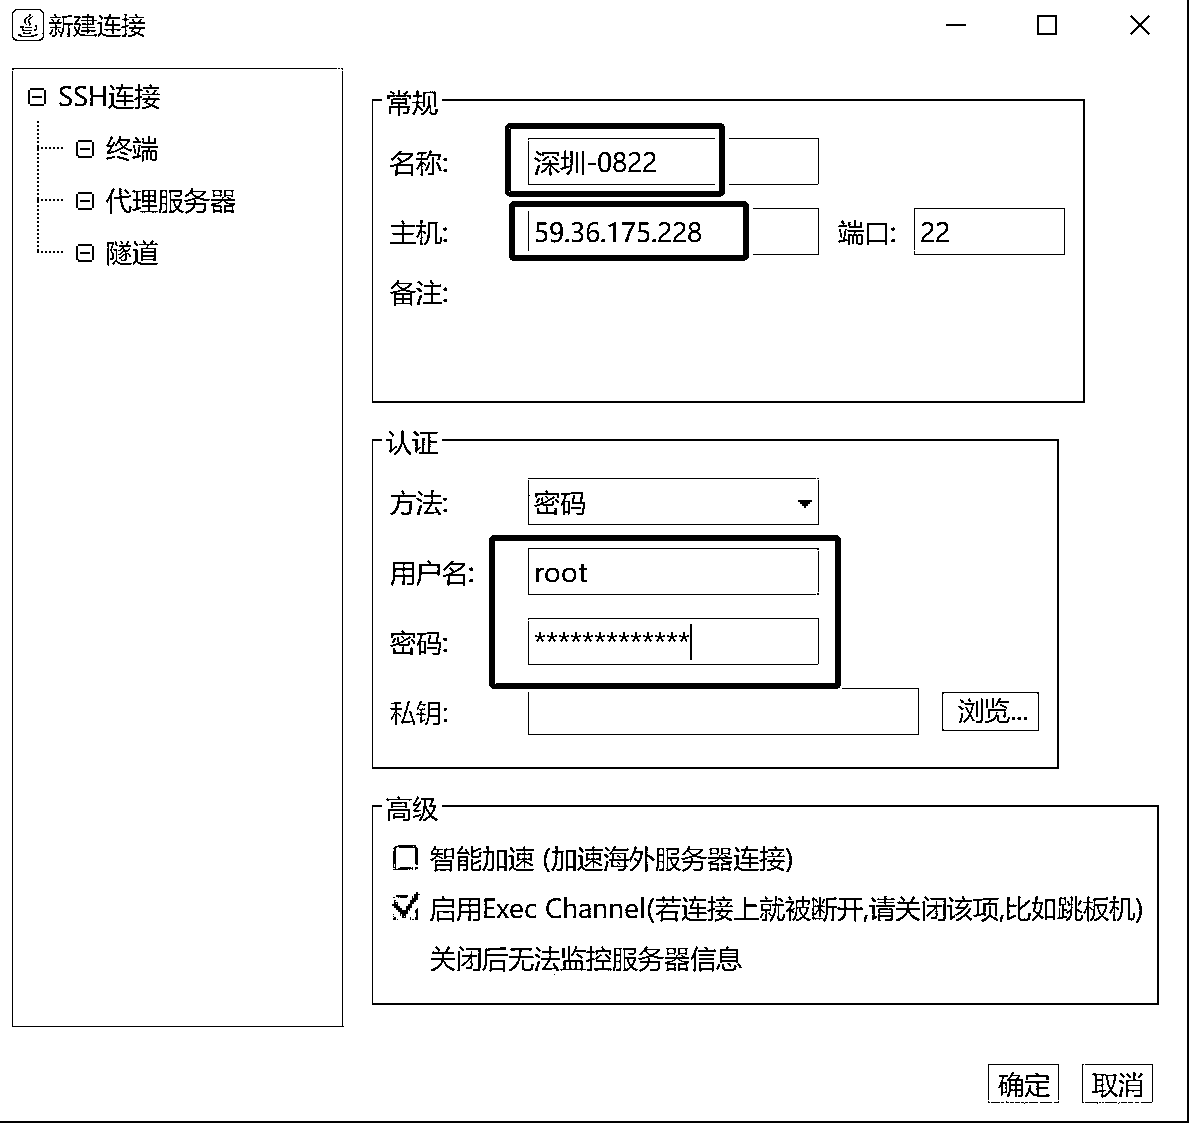 新建连接
SSH连接
终端
代理服务器
隧道
常规
名称: 深圳-0822
主机: 59.36.175.228 端口: 22
备注:
认证
方法: 密码
用户名: root
密码: *************
私钥: 浏览...
高级
智能加速 (加速海外服务器连接)
启用Exec Channel(若连接上就被断开,请关闭该项,比如跳板机)
关闭后无法监控服务器信息
确定 取消